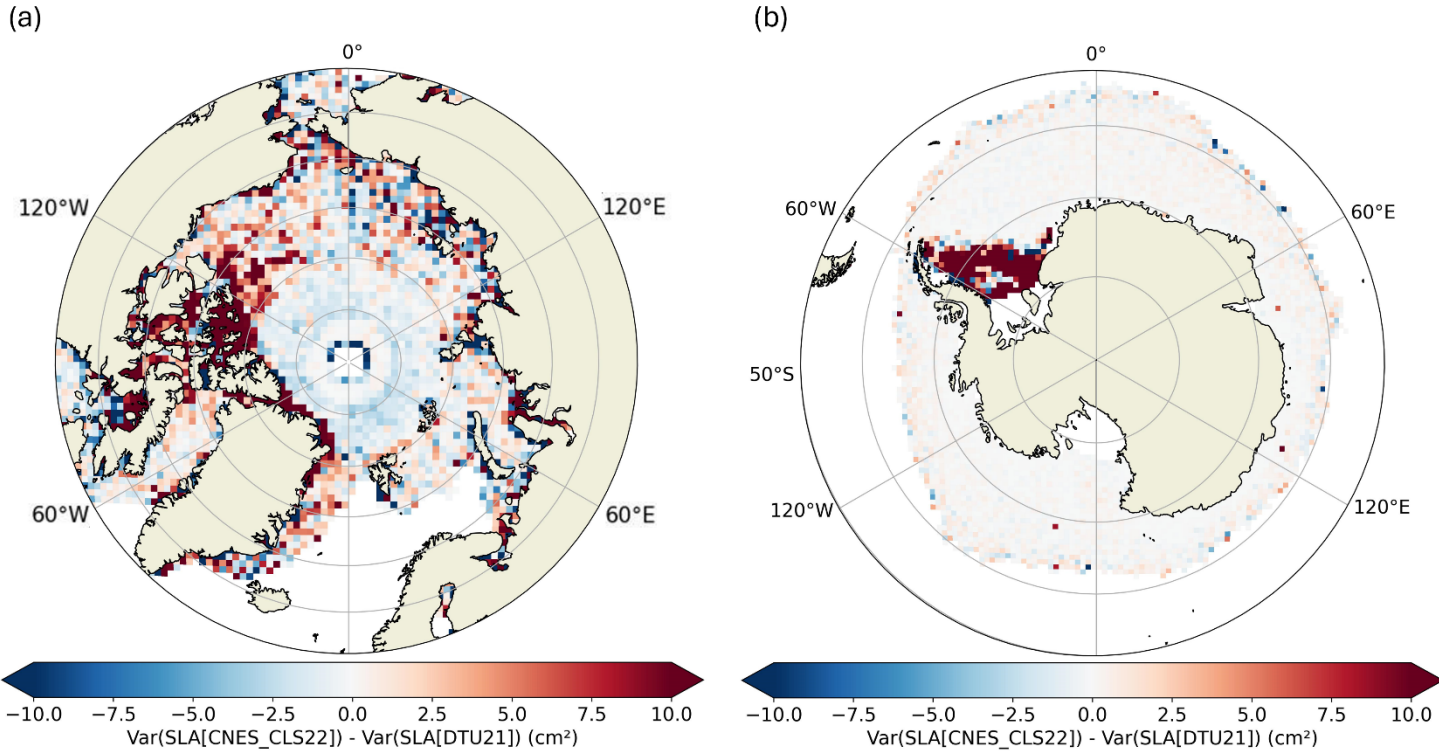 (a)
(b)
0°
0°
120°W
120°E
60°W
60°E
60°W
60°E
50°S
120°W
120°E
−10.0 −7.5 −5.0 −2.5 0.0 2.5 5.0 7.5 10.0
Var(SLA[CNES_CLS22]) - Var(SLA[DTU21]) (cm²)
−10.0 −7.5 −5.0 −2.5 0.0 2.5 5.0 7.5 10.0
Var(SLA[CNES_CLS22]) - Var(SLA[DTU21]) (cm²)